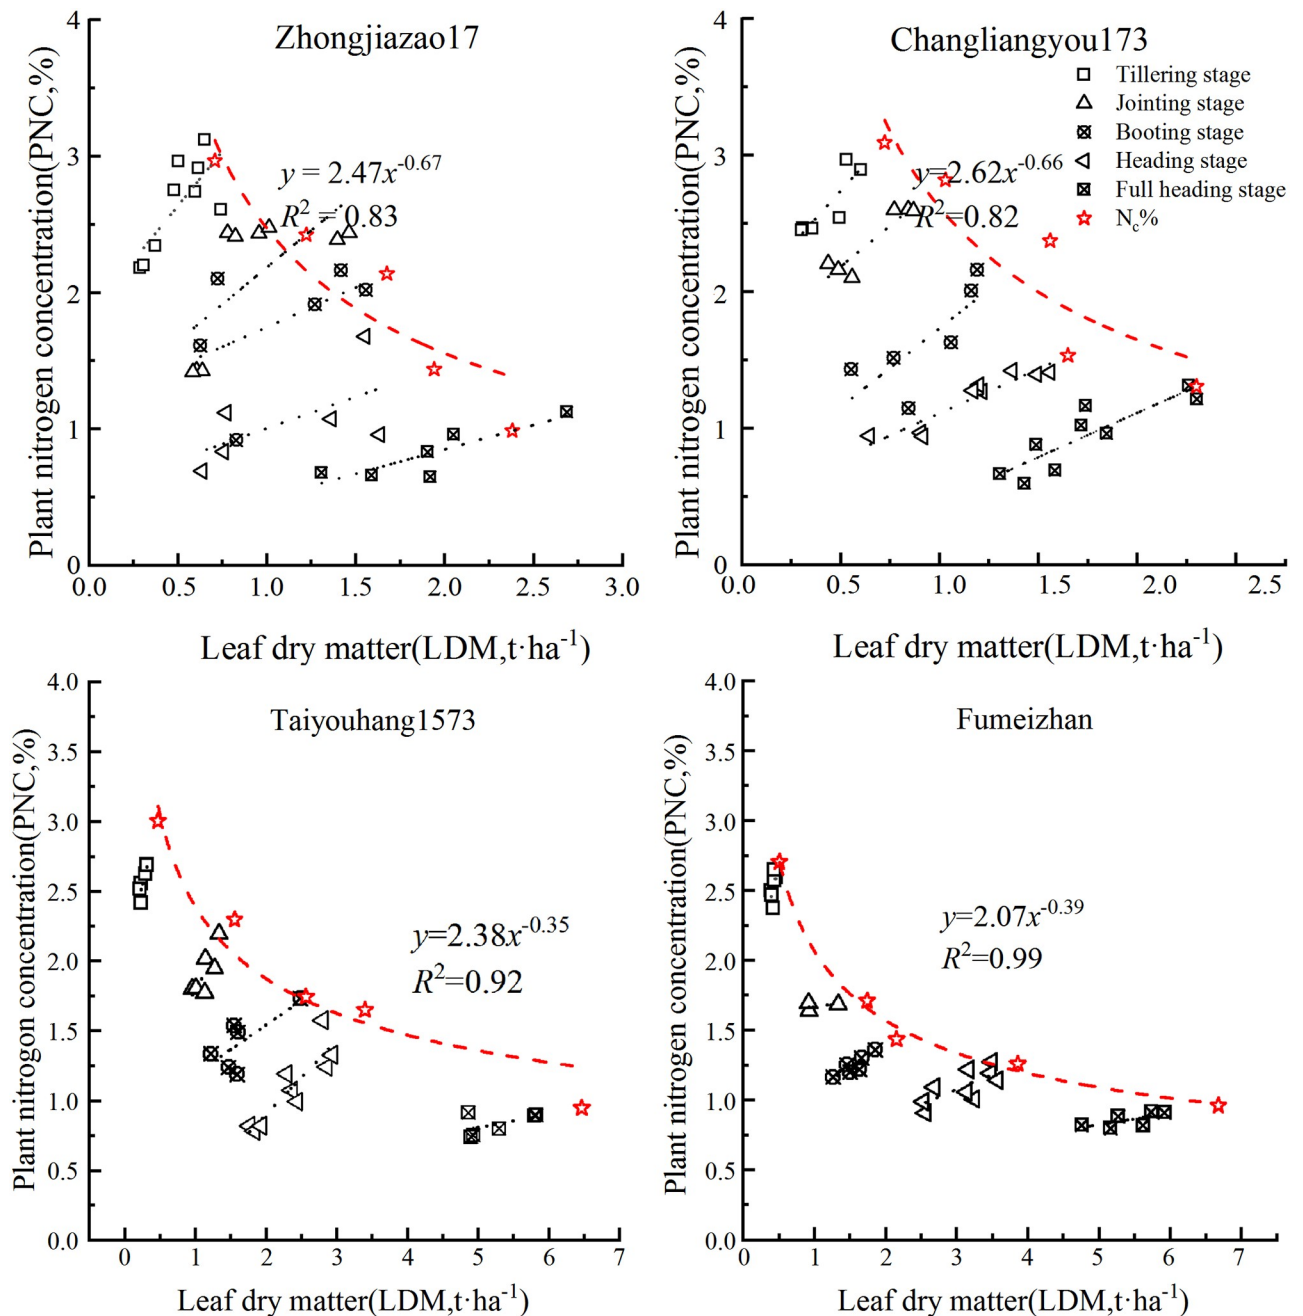 Zhongjiazao17
y = 2.47x^-0.67
R^2 = 0.83
Plant nitrogen concentration(PNC,%)
4
3
2
1
0
0.0 0.5 1.0 1.5 2.0 2.5 3.0
Leaf dry matter(LDM,t·ha^-1)
Changliangyou173
Tillering stage
Jointing stage
Booting stage
Heading stage
Full heading stage
N_c%
y=2.62x^-0.66
R^2=0.82
Plant nitrogen concentration(PNC,%)
4
3
2
1
0
0.0 0.5 1.0 1.5 2.0 2.5
Leaf dry matter(LDM,t·ha^-1)
Taiyouhang1573
y=2.38x^-0.35
R^2=0.92
Plant nitrogon concentration(PNC,%)
4.0
3.5
3.0
2.5
2.0
1.5
1.0
0.5
0.0
0 1 2 3 4 5 6 7
Leaf dry matter(LDM,t·ha^-1)
Fumeizhan
y=2.07x^-0.39
R^2=0.99
Plant nitrogen concentration(PNC,%)
4.0
3.5
3.0
2.5
2.0
1.5
1.0
0.5
0.0
0 1 2 3 4 5 6 7
Leaf dry matter(LDM,t·ha^-1)